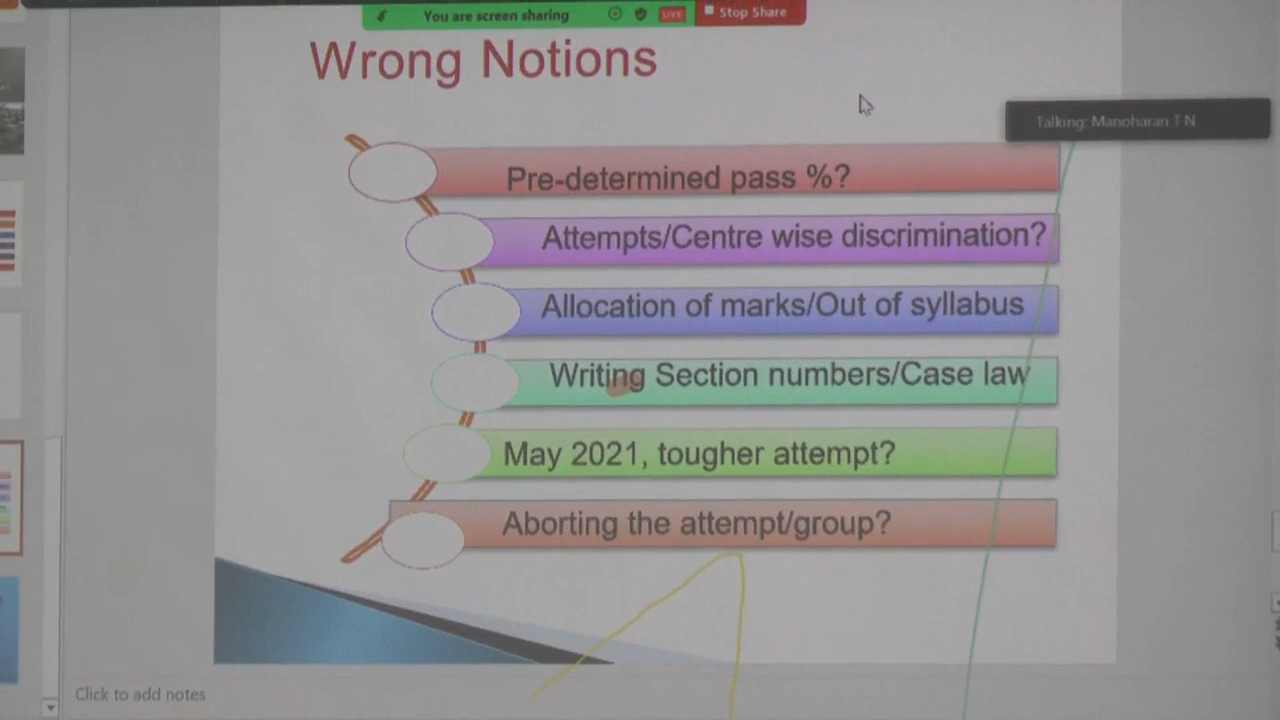 You are screen sharing
LIVE
Stop Share
Wrong Notions
Talking: Manoharan T N
Pre-determined pass %?
Attempts/Centre wise discrimination?
Allocation of marks/Out of syllabus
Writing Section numbers/Case law
May 2021, tougher attempt?
Aborting the attempt/group?
Click to add notes